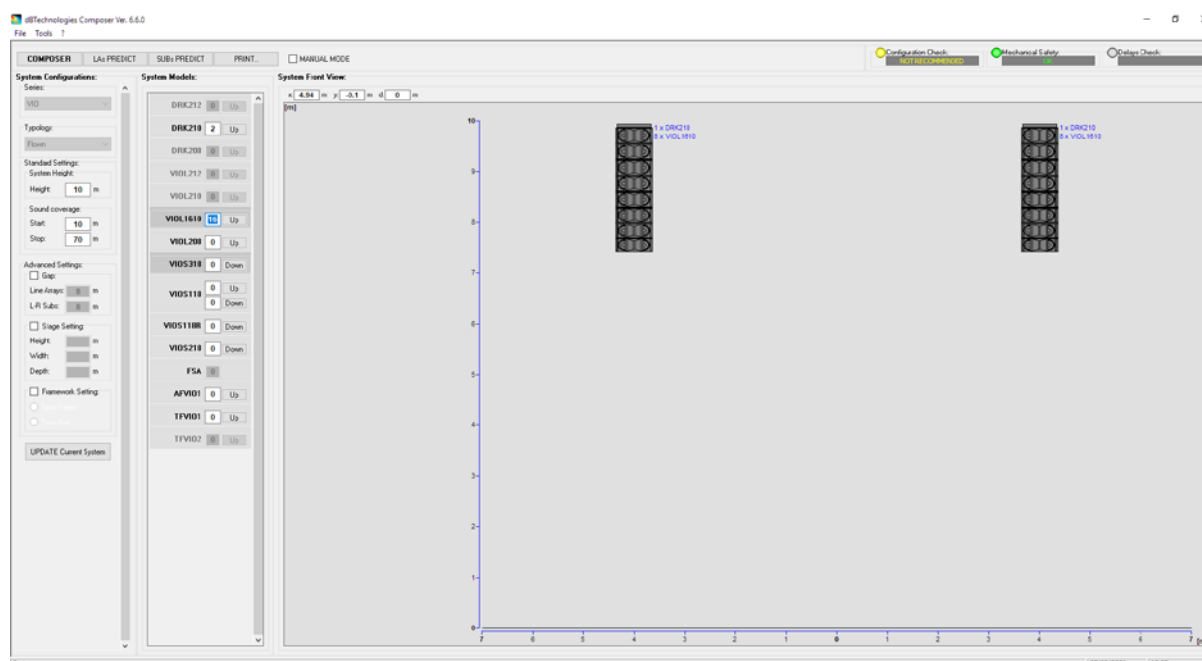 dBTechnologies Composer Ver. 6.6.0
File Tools ?
COMPOSER LAs PREDICT SUBs PREDICT PRINT... MANUAL MODE
Configuration Check:
NOT RECOMMENDED
Mechanical Safety:
OK
Delays Check:
System Configurations:
Series:
VIO
Typology:
Flown
Standard Settings:
System Height:
Height: 10 m
Sound coverage:
Start: 10 m
Stop: 70 m
Advanced Settings:
Gap:
Line Arrays: 8 m
L-R Subs: 8 m
Stage Setting:
Height: m
Width: m
Depth: m
Framework Setting:
UPDATE Current System
System Models:
DRK212 0 Up
DRK210 2 Up
DRK208 0 Up
VIOL212 0 Up
VIOL210 0 Up
VIOL1610 16 Up
VIOL208 0 Up
VIOS318 0 Down
VIOS118 0 Up
0 Down
VIOS118R 0 Down
VIOS218 0 Down
FSA 0
AFVIO1 0 Up
TFVIO1 0 Up
TFVIO2 0 Up
System Front View:
x 4.94 m y -0.1 m d 0 m
[m]
1 x DRK210
8 x VIOL1610
1 x DRK210
8 x VIOL1610
10
9
8
7
6
5
4
3
2
1
0
7 6 5 4 3 2 1 0 1 2 3 4 5 6 7